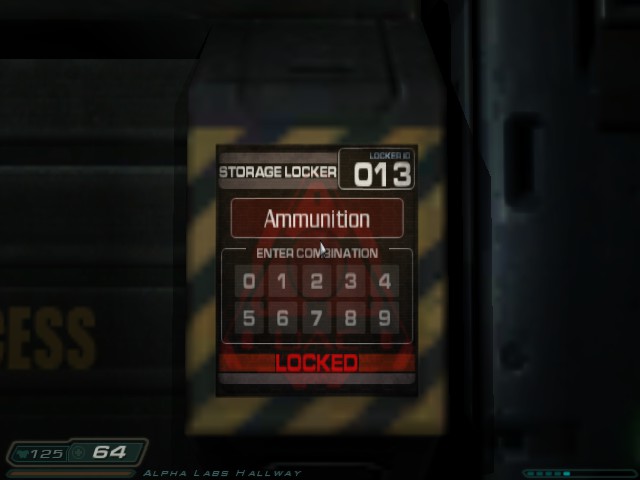 LOCKER ID
STORAGE LOCKER 013
Ammunition
ENTER COMBINATION
0 1 2 3 4
5 6 7 8 9
CESS
LOCKED
125 64
ALPHA LABS HALLWAY